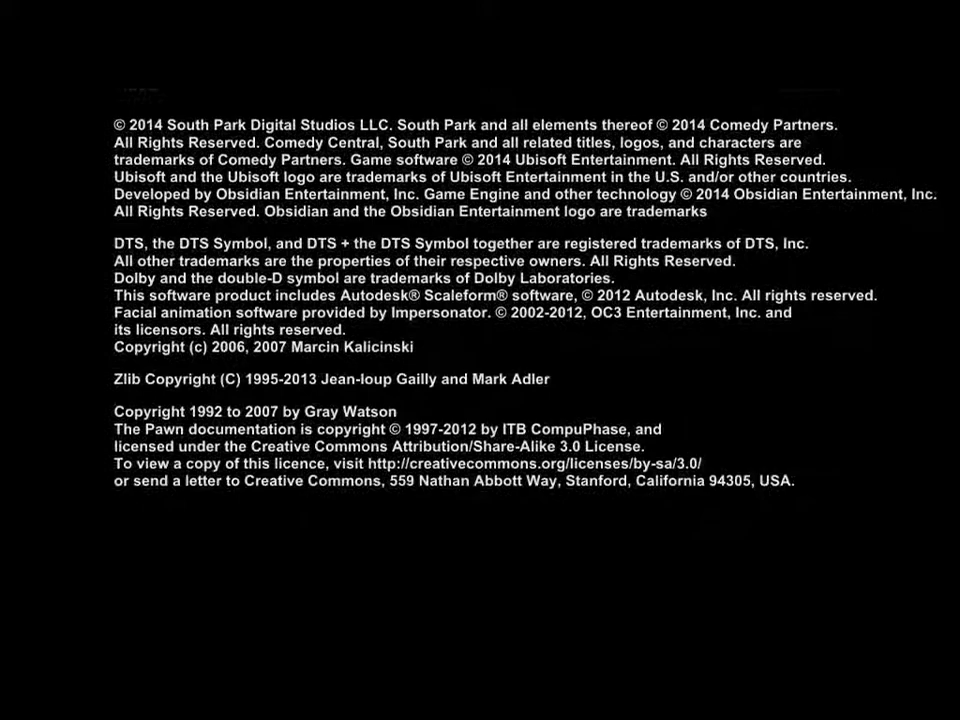 © 2014 South Park Digital Studios LLC. South Park and all elements thereof © 2014 Comedy Partners.
All Rights Reserved. Comedy Central, South Park and all related titles, logos, and characters are
trademarks of Comedy Partners. Game software © 2014 Ubisoft Entertainment. All Rights Reserved.
Ubisoft and the Ubisoft logo are trademarks of Ubisoft Entertainment in the U.S. and/or other countries.
Developed by Obsidian Entertainment, Inc. Game Engine and other technology © 2014 Obsidian Entertainment, Inc.
All Rights Reserved. Obsidian and the Obsidian Entertainment logo are trademarks
DTS, the DTS Symbol, and DTS + the DTS Symbol together are registered trademarks of DTS, Inc.
All other trademarks are the properties of their respective owners. All Rights Reserved.
Dolby and the double-D symbol are trademarks of Dolby Laboratories.
This software product includes Autodesk® Scaleform® software, © 2012 Autodesk, Inc. All rights reserved.
Facial animation software provided by Impersonator. © 2002-2012, OC3 Entertainment, Inc. and
its licensors. All rights reserved.
Copyright (c) 2006, 2007 Marcin Kalicinski
Zlib Copyright (C) 1995-2013 Jean-loup Gailly and Mark Adler
Copyright 1992 to 2007 by Gray Watson
The Pawn documentation is copyright © 1997-2012 by ITB CompuPhase, and
licensed under the Creative Commons Attribution/Share-Alike 3.0 License.
To view a copy of this licence, visit http://creativecommons.org/licenses/by-sa/3.0/
or send a letter to Creative Commons, 559 Nathan Abbott Way, Stanford, California 94305, USA.